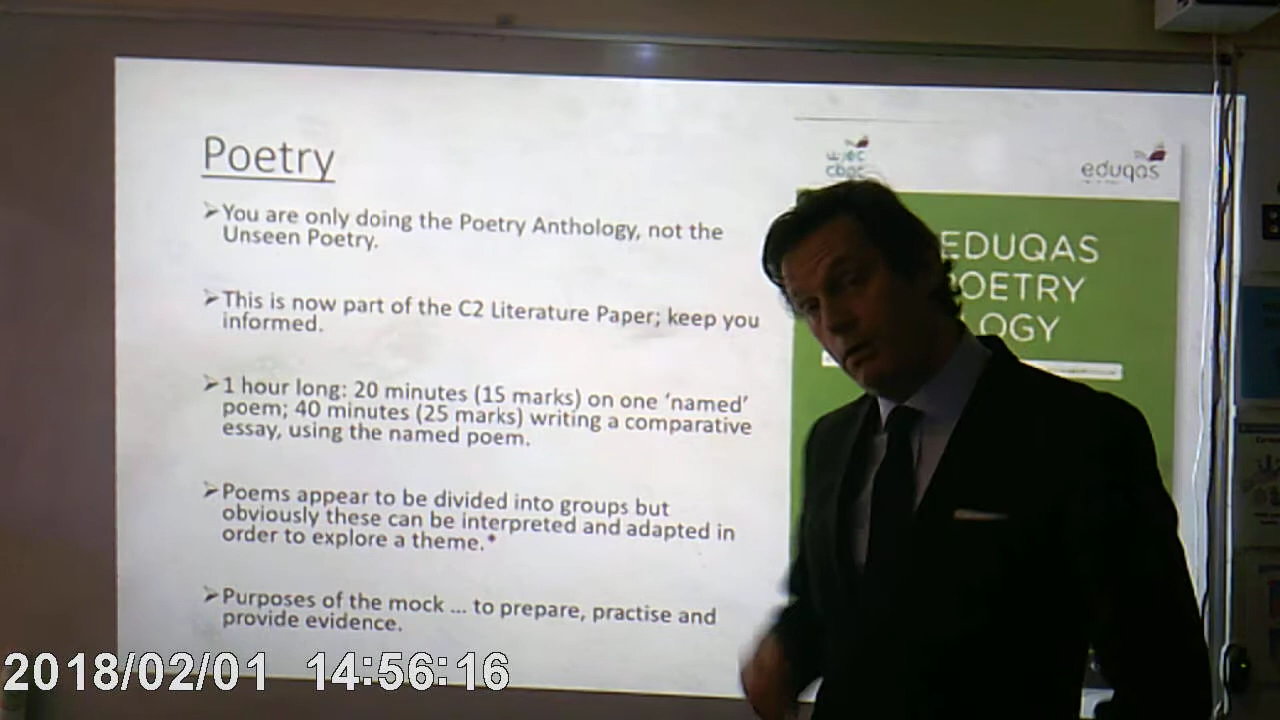 Poetry
➢You are only doing the Poetry Anthology, not the
Unseen Poetry.
➢This is now part of the C2 Literature Paper; keep you
informed.
➢1 hour long: 20 minutes (15 marks) on one ‘named’
poem; 40 minutes (25 marks) writing a comparative
essay, using the named poem.
➢Poems appear to be divided into groups but
obviously these can be interpreted and adapted in
order to explore a theme.*
➢Purposes of the mock ... to prepare, practise and
provide evidence.
wjec
cbac
eduqas
EDUQAS
POETRY
LOGY
2018/02/01 14:56:16